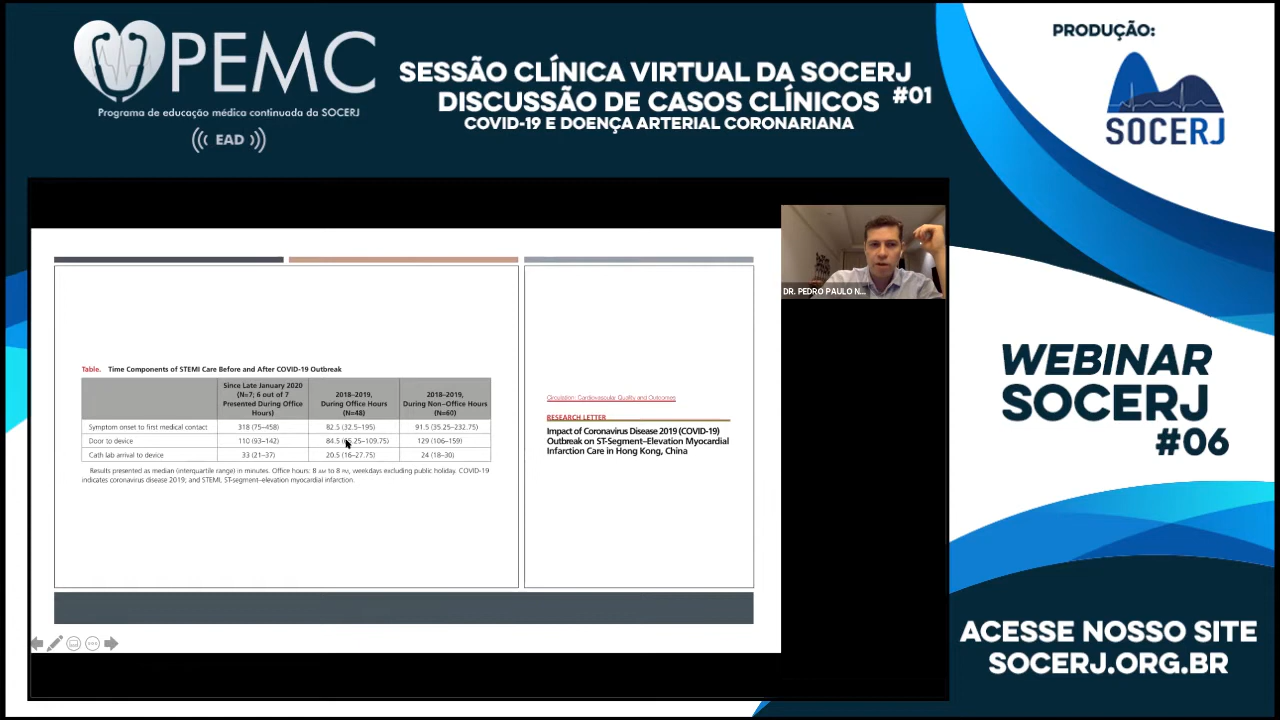 PEMC
Programa de educação médica continuada da SOCERJ
EAD
SESSÃO CLÍNICA VIRTUAL DA SOCERJ
DISCUSSÃO DE CASOS CLÍNICOS #01
COVID-19 E DOENÇA ARTERIAL CORONARIANA
PRODUÇÃO:
SOCERJ
DR. PEDRO PAULO N...
Table. Time Components of STEMI Care Before and After COVID-19 Outbreak
Since Late January 2020
(N=7; 6 out of 7
Presented During Office
Hours)
2018–2019,
During Office Hours
(N=48)
2018–2019,
During Non–Office Hours
(N=60)
Symptom onset to first medical contact 318 (75–458) 82.5 (32.5–195) 91.5 (35.25–232.75)
Door to device 110 (93–142) 84.5 25–109.75) 129 (106–159)
Cath lab arrival to device 33 (21–37) 20.5 (16–27.75) 24 (18–30)
Results presented as median (interquartile range) in minutes. Office hours: 8 AM to 8 PM, weekdays excluding public holiday. COVID-19
indicates coronavirus disease 2019; and STEMI, ST-segment–elevation myocardial infarction.
Circulation: Cardiovascular Quality and Outcomes
RESEARCH LETTER
Impact of Coronavirus Disease 2019 (COVID-19)
Outbreak on ST-Segment–Elevation Myocardial
Infarction Care in Hong Kong, China
WEBINAR
SOCERJ
#06
ACESSE NOSSO SITE
SOCERJ.ORG.BR